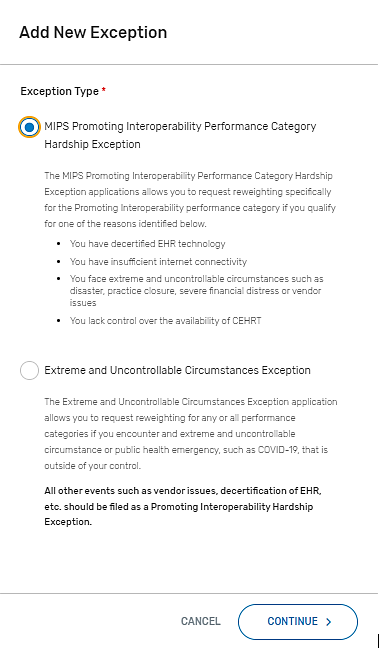 Add New Exception
Exception Type *
MIPS Promoting Interoperability Performance Category
Hardship Exception
The MIPS Promoting Interoperability Performance Category Hardship
Exception applications allows you to request reweighting specifically
for the Promoting Interoperability performance category if you qualify
for one of the reasons identified below.
• You have decertified EHR technology
• You have insufficient internet connectivity
• You face extreme and uncontrollable circumstances such as
disaster, practice closure, severe financial distress or vendor
issues
• You lack control over the availability of CEHRT
Extreme and Uncontrollable Circumstances Exception
The Extreme and Uncontrollable Circumstances Exception application
allows you to request reweighting for any or all performance
categories if you encounter and extreme and uncontrollable
circumstance or public health emergency, such as COVID-19, that is
outside of your control.
All other events such as vendor issues, decertification of EHR,
etc. should be filed as a Promoting Interoperability Hardship
Exception.
CANCEL CONTINUE >